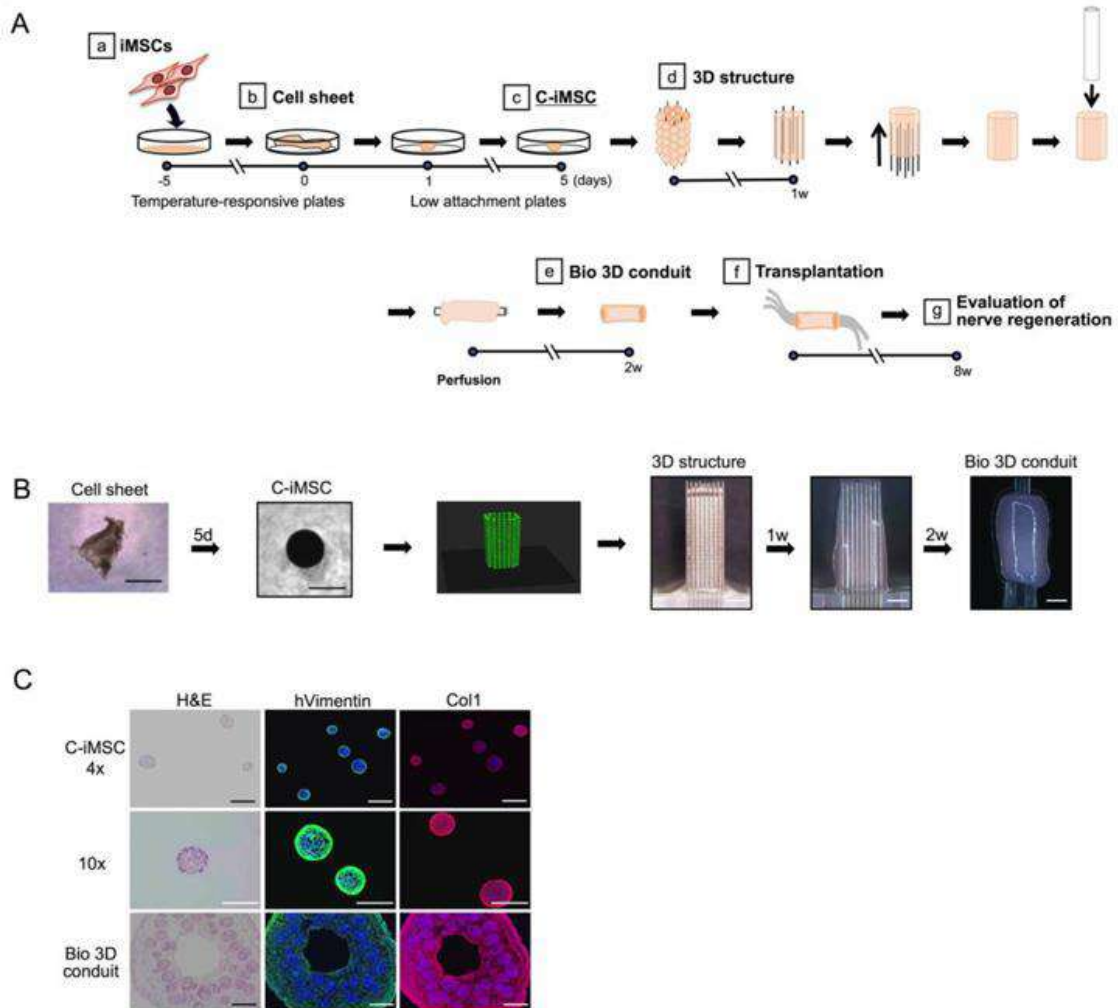 A
a iMSCs
b Cell sheet
c C-iMSC
d 3D structure
-5
0
1
5 (days)
1w
Temperature-responsive plates
Low attachment plates
e Bio 3D conduit
f Transplantation
g Evaluation of
nerve regeneration
Perfusion
2w
8w
B
Cell sheet
5d
C-iMSC
3D structure
1w
2w
Bio 3D conduit
C
H&E
hVimentin
Col1
C-iMSC
4x
10x
Bio 3D
conduit